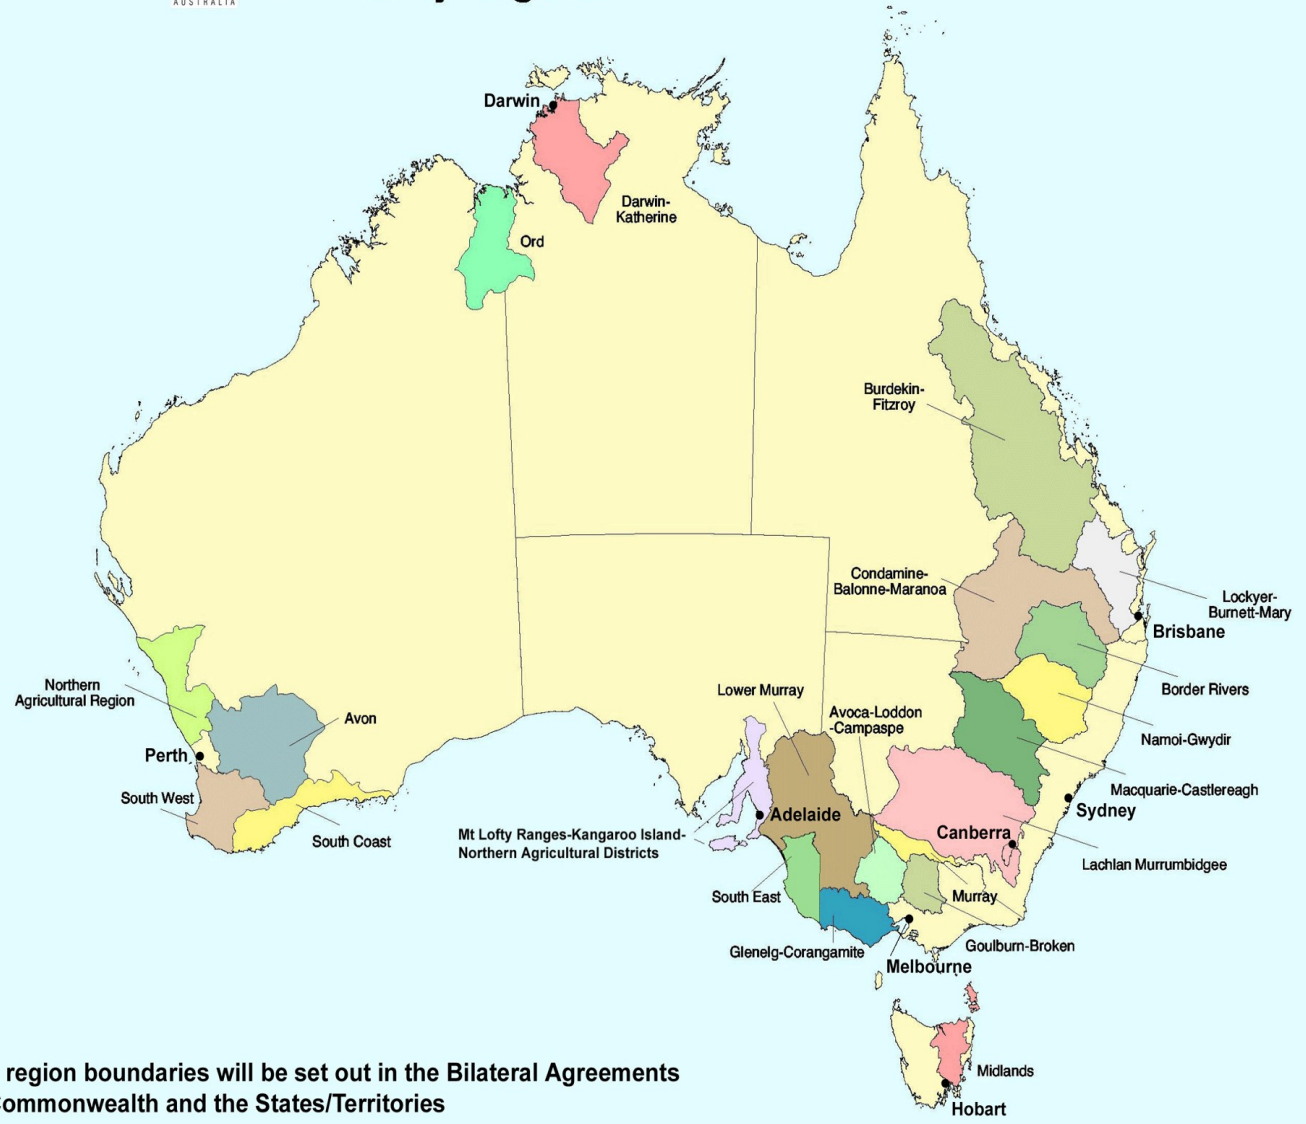 AUSTRALIA
Darwin
Darwin-
Katherine
Ord
Burdekin-
Fitzroy
Condamine-
Balonne-Maranoa
Lockyer-
Burnett-Mary
Brisbane
Northern
Agricultural Region
Lower Murray
Border Rivers
Avon
Avoca-Loddon
-Campaspe
Namoi-Gwydir
Perth
South West
Macquarie-Castlereagh
Sydney
Adelaide
South Coast
Mt Lofty Ranges-Kangaroo Island-
Northern Agricultural Districts
Canberra
Lachlan Murrumbidgee
South East
Murray
Glenelg-Corangamite
Goulburn-Broken
Melbourne
Midlands
Hobart
region boundaries will be set out in the Bilateral Agreements
ommonwealth and the States/Territories